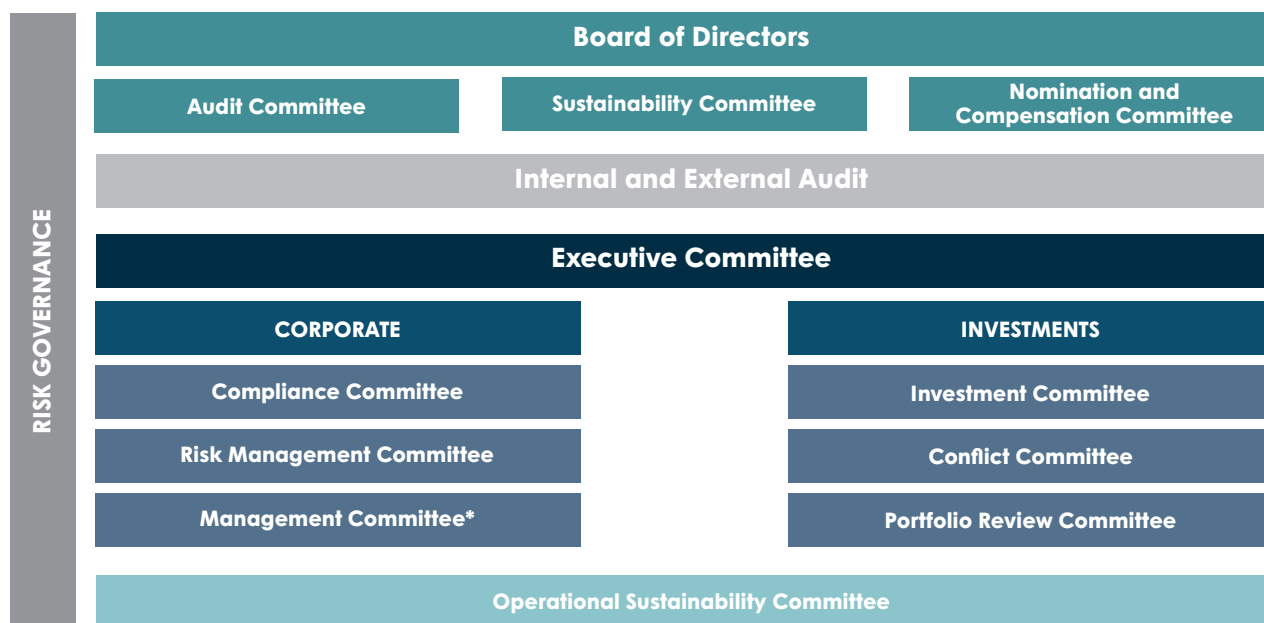 RISK GOVERNANCE
Board of Directors
Audit Committee
Sustainability Committee
Nomination and
Compensation Committee
Internal and External Audit
Executive Committee
CORPORATE
Compliance Committee
Risk Management Committee
Management Committee*
INVESTMENTS
Investment Committee
Conflict Committee
Portfolio Review Committee
Operational Sustainability Committee